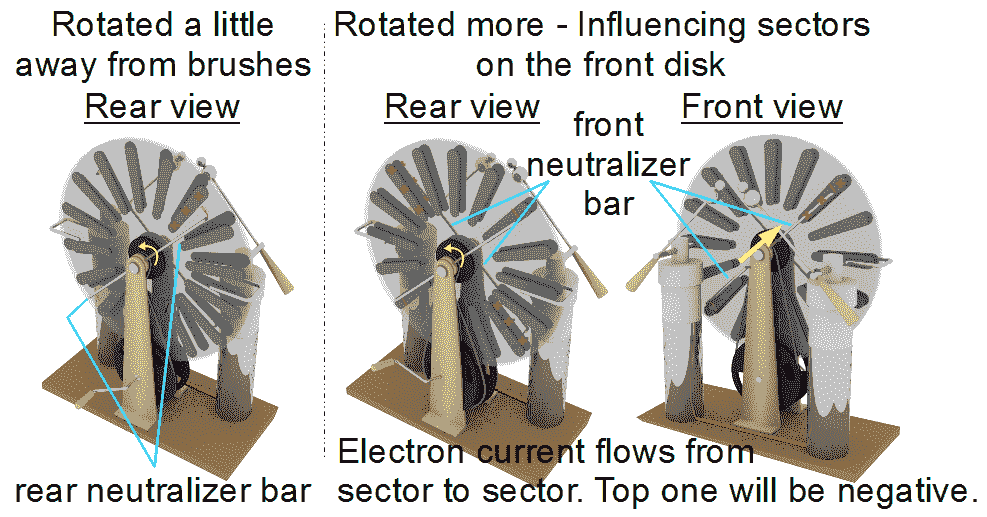 Rotated a little
away from brushes
Rear view
Rotated more - Influencing sectors
on the front disk
Rear view
Front view
front
neutralizer
bar
rear neutralizer bar
Electron current flows from
sector to sector. Top one will be negative.